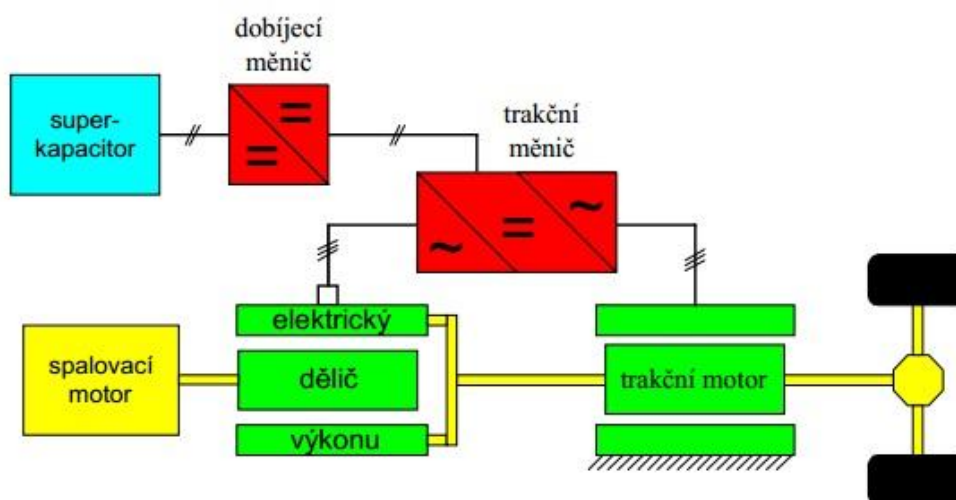 dobíjecí
měnič
super-
kapacitor
trakční
měnič
elektrický
spalovací
motor
dělič
trakční motor
výkonu